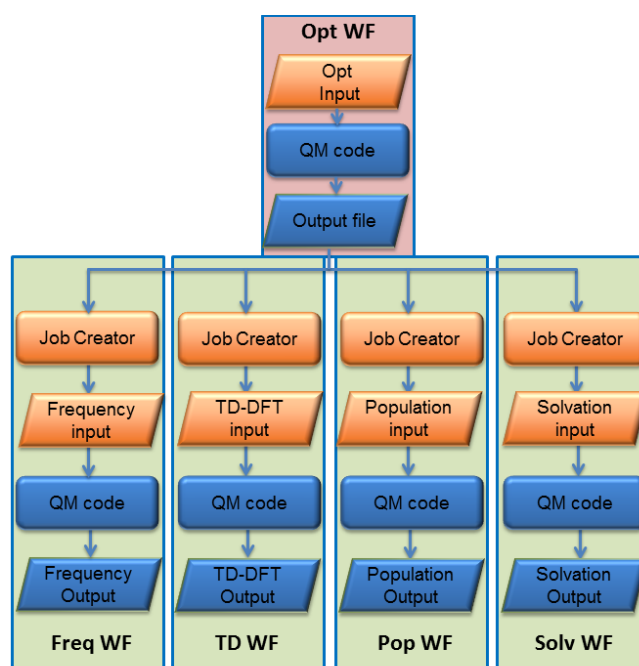 Opt WF
Opt
Input
QM code
Output file
Job Creator
Job Creator
Job Creator
Job Creator
Frequency
input
TD-DFT
input
Population
input
Solvation
input
QM code
QM code
QM code
QM code
Frequency
Output
TD-DFT
Output
Population
Output
Solvation
Output
Freq WF
TD WF
Pop WF
Solv WF